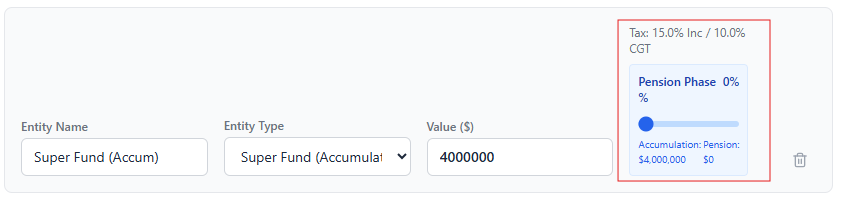 Tax: 15.0% Inc / 10.0%
CGT
Pension Phase 0%
%
Entity Name
Entity Type
Value ($)
Super Fund (Accum)
Super Fund (Accumulat
4000000
Accumulation: Pension:
$4,000,000 $0